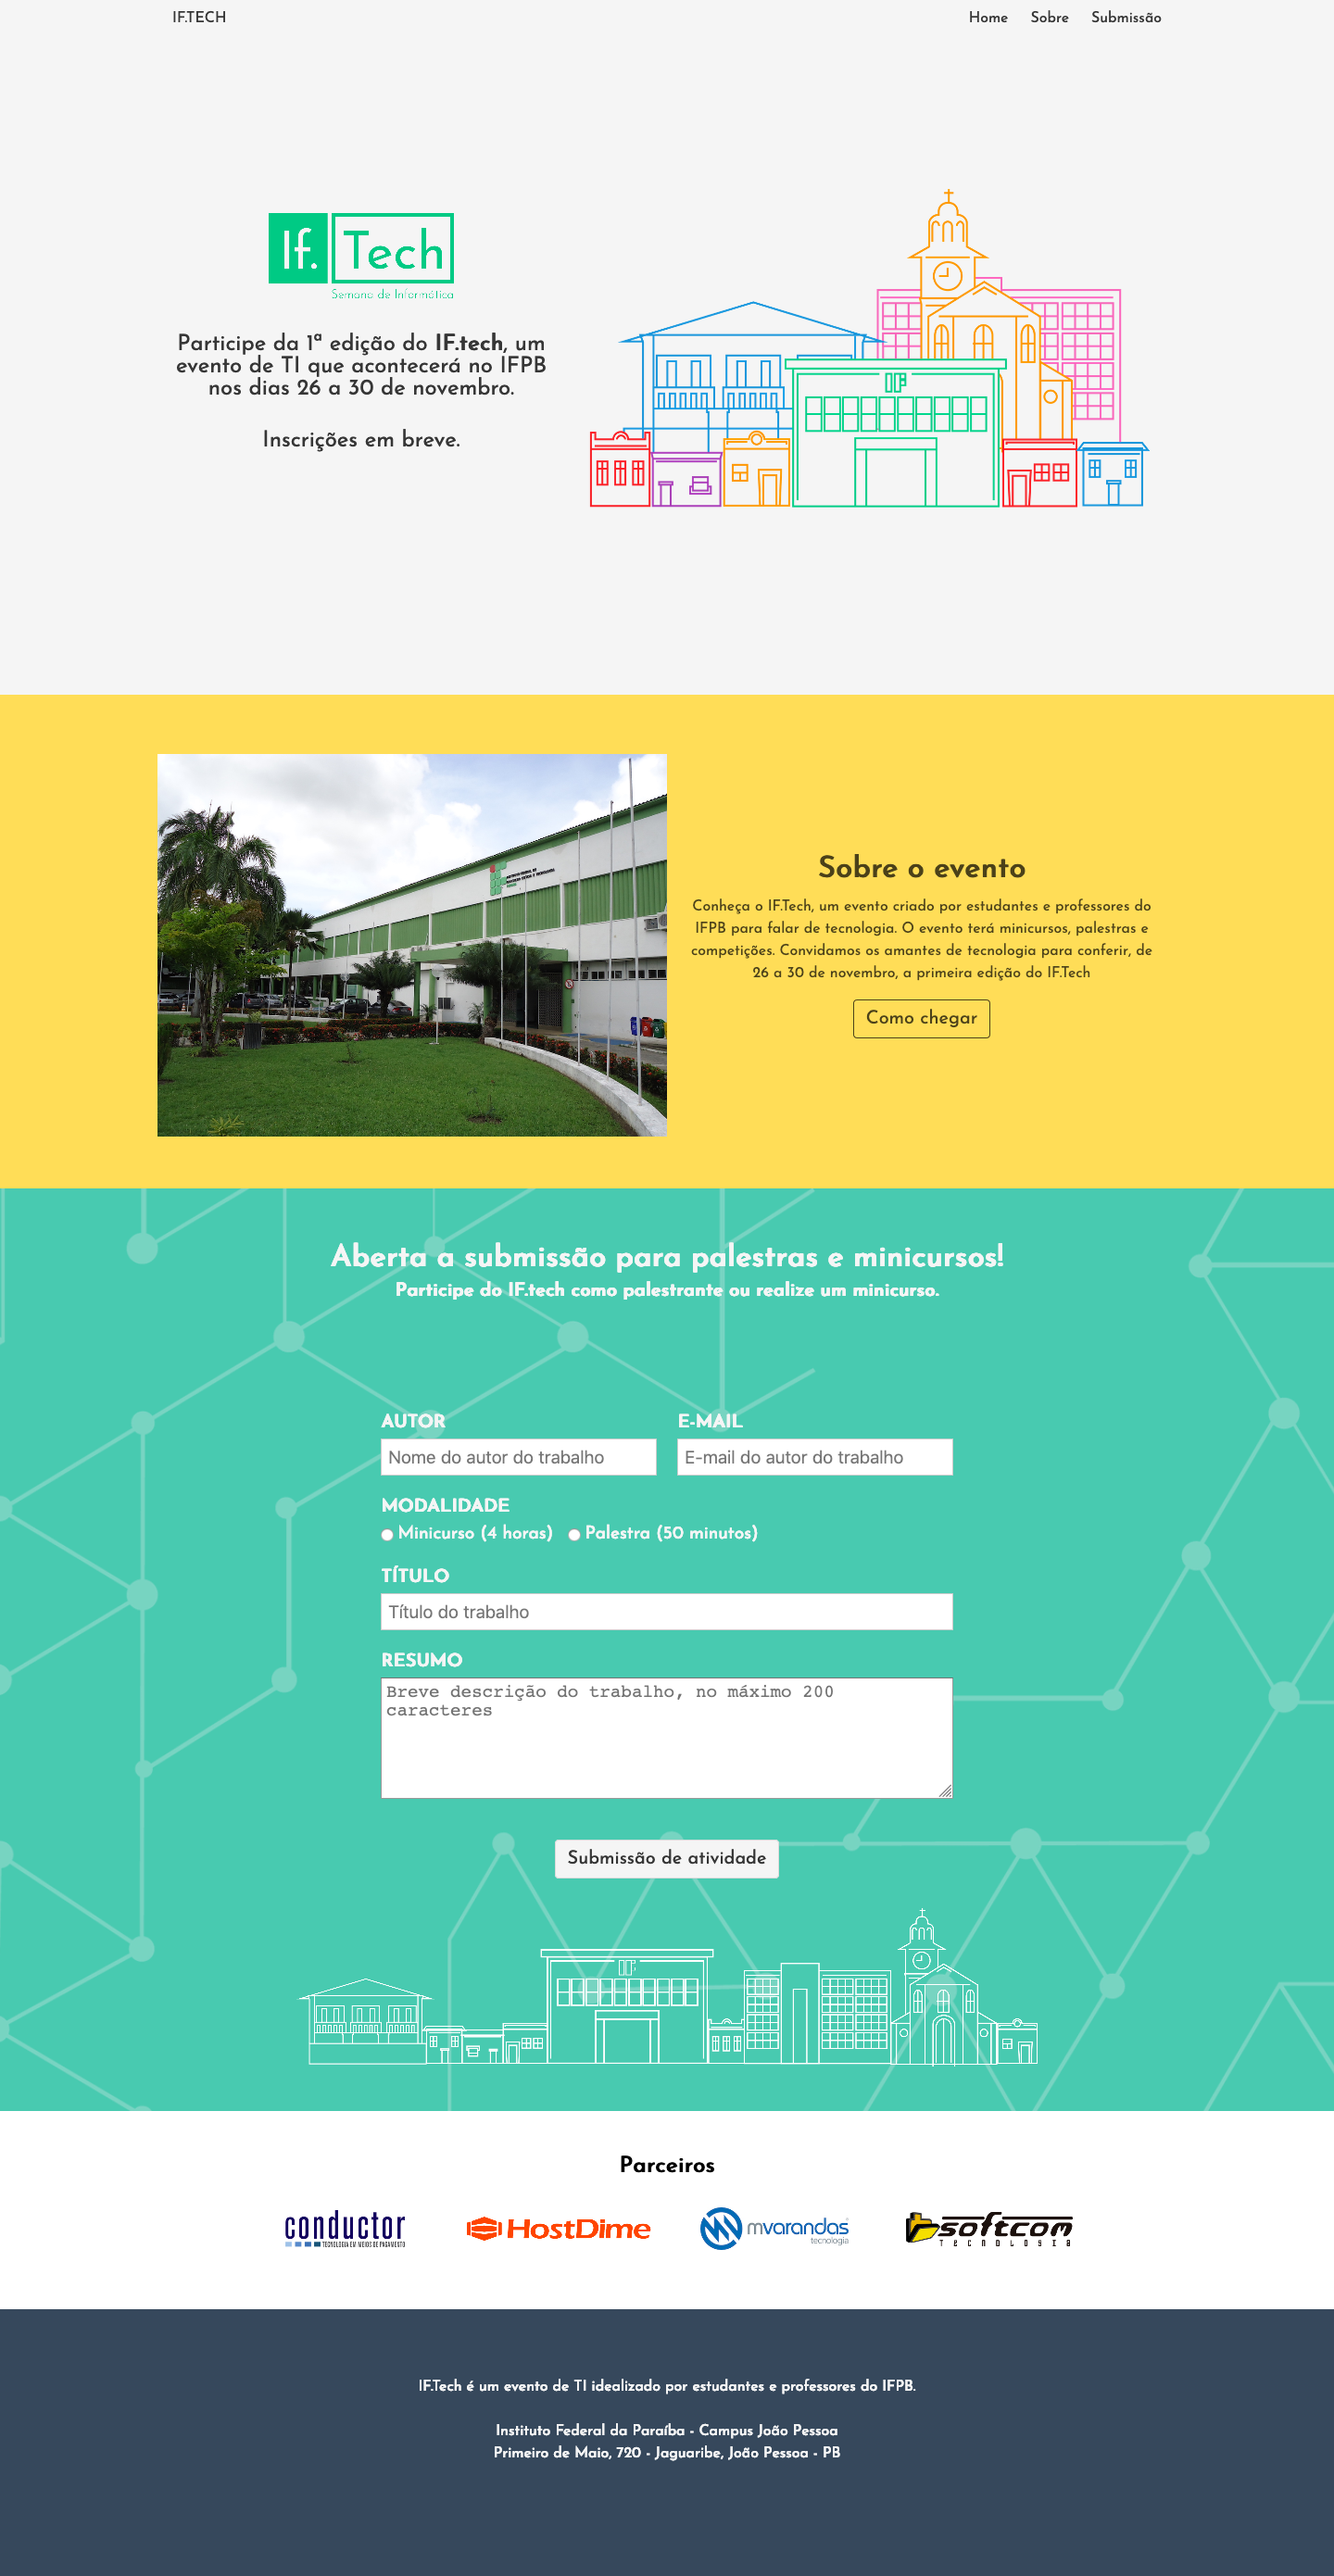 IF.TECH
Home
Sobre
Submissão
If. Tech
Semana de Informática
Participe da 1ª edição do IF.tech, um
evento de TI que acontecerá no IFPB
nos dias 26 a 30 de novembro.
Inscrições em breve.
IF
Sobre o evento
Conheça o IF.Tech, um evento criado por estudantes e professores do
IFPB para falar de tecnologia. O evento terá minicursos, palestras e
competições. Convidamos os amantes de tecnologia para conferir, de
26 a 30 de novembro, a primeira edição do IF.Tech
Como chegar
Aberta a submissão para palestras e minicursos!
Participe do IF.tech como palestrante ou realize um minicurso.
AUTOR
E-MAIL
Nome do autor do trabalho
E-mail do autor do trabalho
MODALIDADE
Minicurso (4 horas)
Palestra (50 minutos)
TÍTULO
Título do trabalho
RESUMO
Breve descrição do trabalho, no máximo 200
caracteres
Submissão de atividade
IF
Parceiros
conductor
TECNOLOGIA EM MEIOS DE PAGAMENTO
HostDime
mvarandas
tecnologia
softcom
TECNOLOGIA
IF.Tech é um evento de TI idealizado por estudantes e professores do IFPB.
Instituto Federal da Paraíba - Campus João Pessoa
Primeiro de Maio, 720 - Jaguaribe, João Pessoa - PB